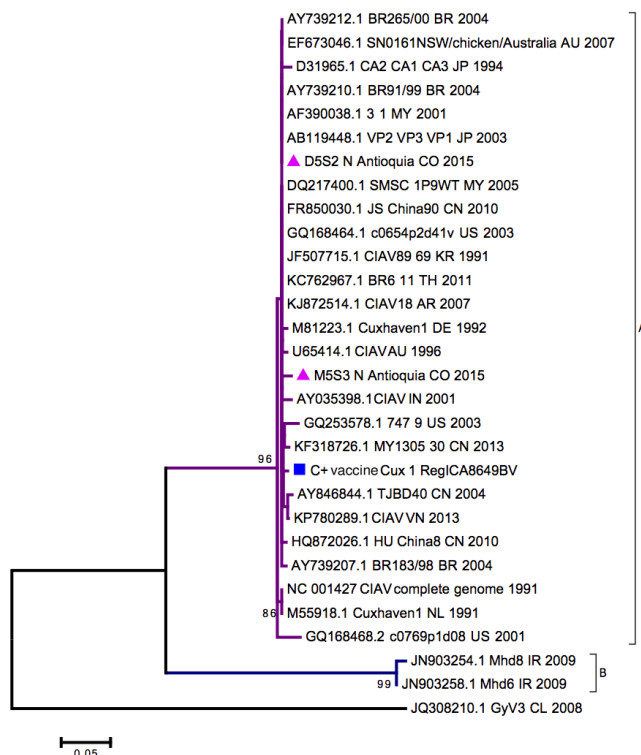 AY739212.1 BR265/00 BR 2004
EF673046.1 SN0161NSW/chicken/Australia AU 2007
D31965.1 CA2 CA1 CA3 JP 1994
AY739210.1 BR91/99 BR 2004
AF390038.1 3 1 MY 2001
AB119448.1 VP2 VP3 VP1 JP 2003
D5S2 N Antioquia CO 2015
DQ217400.1 SMSC 1P9WT MY 2005
FR850030.1 JS China90 CN 2010
GQ168464.1 c0654p2d41v US 2003
JF507715.1 CIAV89 69 KR 1991
KC762967.1 BR6 11 TH 2011
KJ872514.1 CIAV18 AR 2007
M81223.1 Cuxhaven1 DE 1992
U65414.1 CIAV AU 1996
M5S3 N Antioquia CO 2015
AY035398.1 CIAV IN 2001
GQ253578.1 747 9 US 2003
KF318726.1 MY1305 30 CN 2013
96
C+ vaccine Cux 1 RegICA8649BV
AY846844.1 TJBD40 CN 2004
KP780289.1 CIAV VN 2013
HQ872026.1 HU China8 CN 2010
AY739207.1 BR183/98 BR 2004
NC 001427 CIAV complete genome 1991
86
M55918.1 Cuxhaven1 NL 1991
GQ168468.2 c0769p1d08 US 2001
JN903254.1 Mhd8 IR 2009
B
99
JN903258.1 Mhd6 IR 2009
JQ308210.1 GyV3 CL 2008
0.05